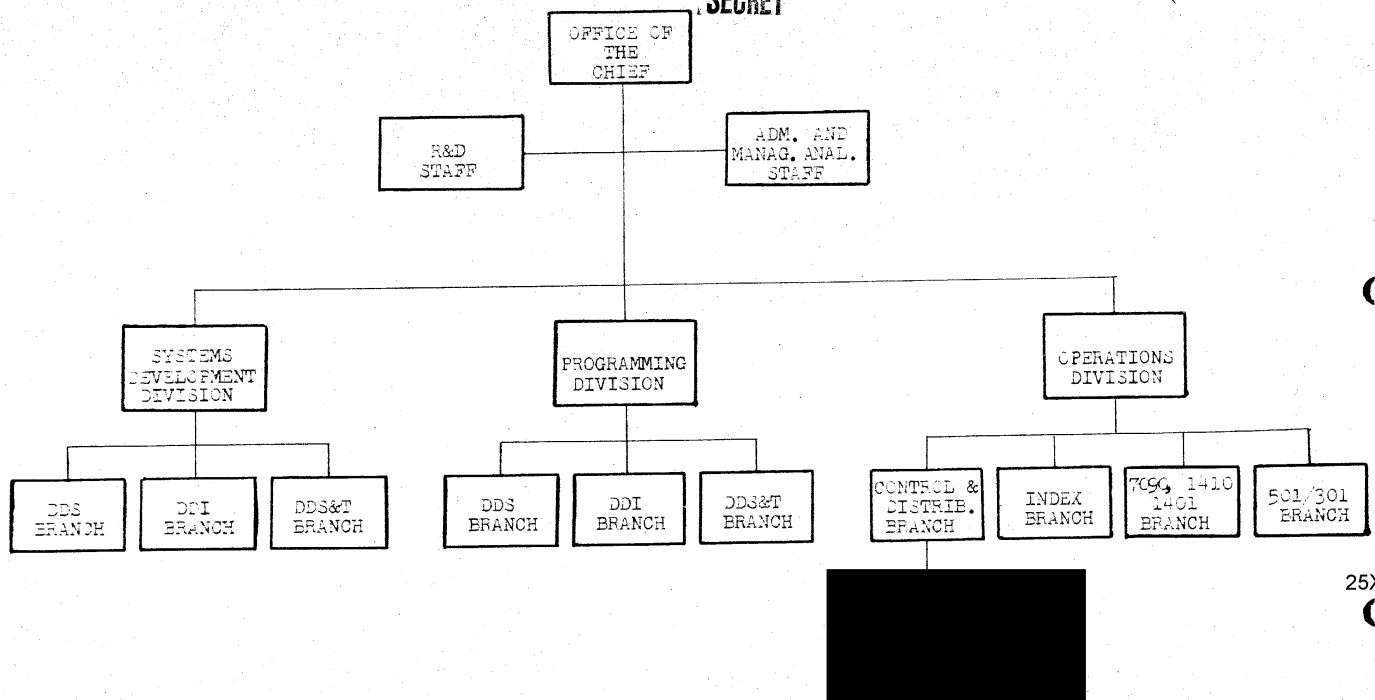 SECRET
OFFICE OF
THE
CHIEF
R&D
STAFF
ADM. AND
MANAG. ANAL.
STAFF
SYSTEMS
DEVELOPMENT
DIVISION
PROGRAMMING
DIVISION
OPERATIONS
DIVISION
DDS
BRANCH
DDI
BRANCH
DDS&T
BRANCH
DDS
BRANCH
DDI
BRANCH
DDS&T
BRANCH
CONTROL &
DISTRIB.
BRANCH
INDEX
BRANCH
7090, 1410
1401
BRANCH
501/301
BRANCH
25X